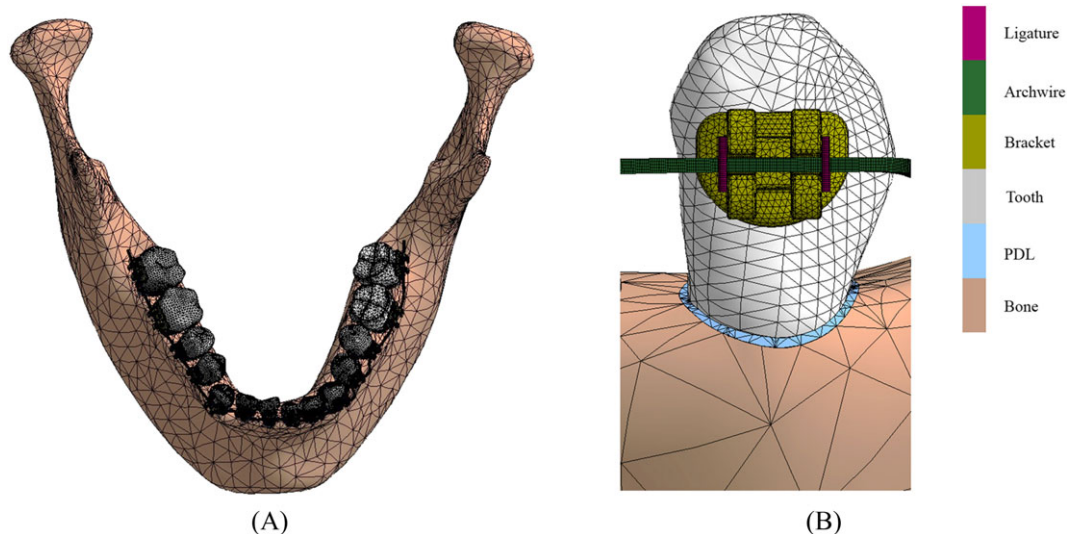 Ligature
Archwire
Bracket
Tooth
PDL
Bone
(A)
(B)